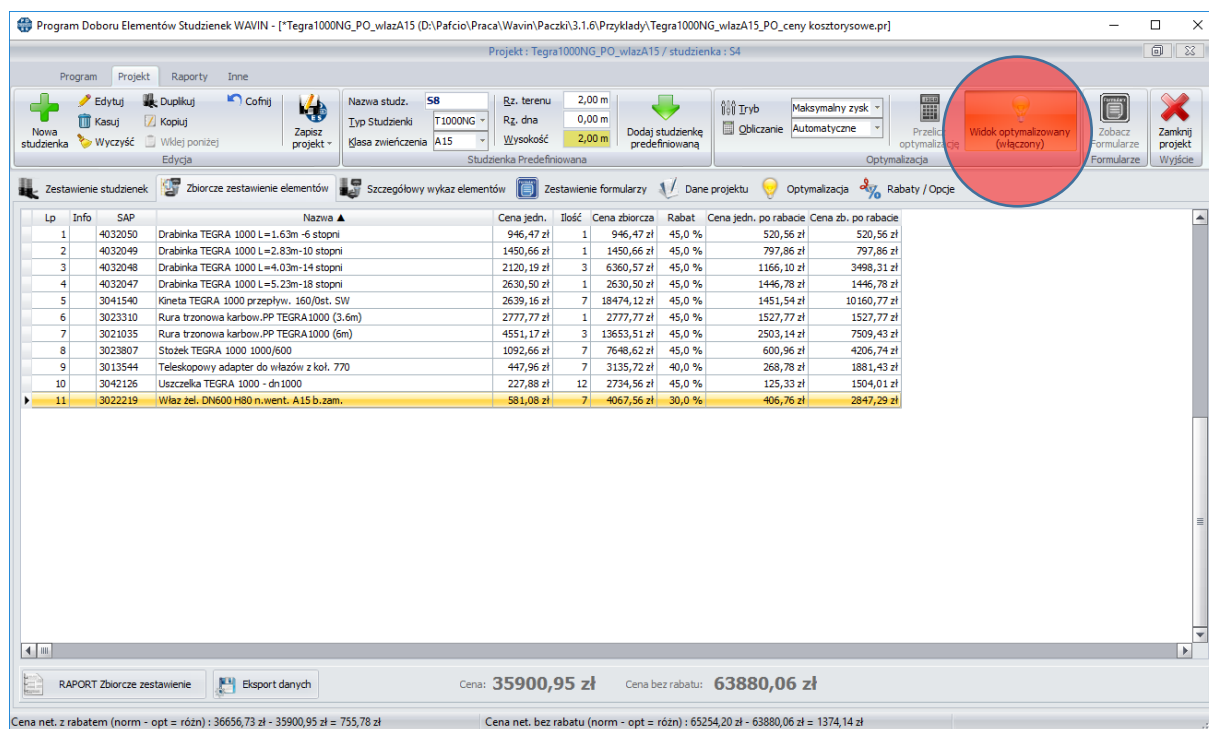 Program Doboru Elementów Studzienek WAVIN - [*Tegra1000NG_PO_wlazA15 (D:\Pafcio\Praca\Wavin\Paczki\3.1.6\Przyklady\Tegra1000NG_wlazA15_PO_ceny kosztorysowe.pr]
Projekt : Tegra1000NG_PO_wlazA15 / studzienka : S4
Program Projekt Raporty Inne
Nowa studzienka
Edytuj Duplikuj Cofnij
Kasuj Kopiuj
Wyczyść Wklej poniżej
Zapisz projekt
Edycja
Nazwa studz. S8 Rz. terenu 2,00 m
Typ Studzienki T1000NG Rz. dna 0,00 m
Klasa zwieńczenia A15 Wysokość 2,00 m
Dodaj studzienkę predefiniowaną
Studzienka Predefiniowana
Tryb Maksymalny zysk
Obliczanie Automatyczne
Przelicz optymalizację
Widok optymalizowany (włączony)
Optymalizacja
Zobacz Formularze
Formularze
Zamknij projekt
Wyjście
Zestawienie studzienek Zbiorcze zestawienie elementów Szczegółowy wykaz elementów Zestawienie formularzy Dane projektu Optymalizacja Rabaty / Opcje
Lp Info SAP Nazwa ▲ Cena jedn. Ilość Cena zbiorcza Rabat Cena jedn. po rabacie Cena zb. po rabacie
1 4032050 Drabinka TEGRA 1000 L=1.63m -6 stopni 946,47 zł 1 946,47 zł 45,0 % 520,56 zł 520,56 zł
2 4032049 Drabinka TEGRA 1000 L=2.83m-10 stopni 1450,66 zł 1 1450,66 zł 45,0 % 797,86 zł 797,86 zł
3 4032048 Drabinka TEGRA 1000 L=4.03m-14 stopni 2120,19 zł 3 6360,57 zł 45,0 % 1166,10 zł 3498,31 zł
4 4032047 Drabinka TEGRA 1000 L=5.23m-18 stopni 2630,50 zł 1 2630,50 zł 45,0 % 1446,78 zł 1446,78 zł
5 3041540 Kineta TEGRA 1000 przepływ. 160/0st. SW 2639,16 zł 7 18474,12 zł 45,0 % 1451,54 zł 10160,77 zł
6 3023310 Rura trzonowa karbow.PP TEGRA1000 (3.6m) 2777,77 zł 1 2777,77 zł 45,0 % 1527,77 zł 1527,77 zł
7 3021035 Rura trzonowa karbow.PP TEGRA1000 (6m) 4551,17 zł 3 13653,51 zł 45,0 % 2503,14 zł 7509,43 zł
8 3023807 Stożek TEGRA 1000 1000/600 1092,66 zł 7 7648,62 zł 45,0 % 600,96 zł 4206,74 zł
9 3013544 Teleskopowy adapter do włazów z koł. 770 447,96 zł 7 3135,72 zł 40,0 % 268,78 zł 1881,43 zł
10 3042126 Uszczelka TEGRA 1000 - dn1000 227,88 zł 12 2734,56 zł 45,0 % 125,33 zł 1504,01 zł
11 3022219 Właz żel. DN600 H80 n.went. A15 b.zam. 581,08 zł 7 4067,56 zł 30,0 % 406,76 zł 2847,29 zł
RAPORT Zbiorcze zestawienie Eksport danych Cena: 35900,95 zł Cena bez rabatu: 63880,06 zł
Cena net. z rabatem (norm - opt = różn) : 36656,73 zł - 35900,95 zł = 755,78 zł Cena net. bez rabatu (norm - opt = różn) : 65254,20 zł - 63880,06 zł = 1374,14 zł